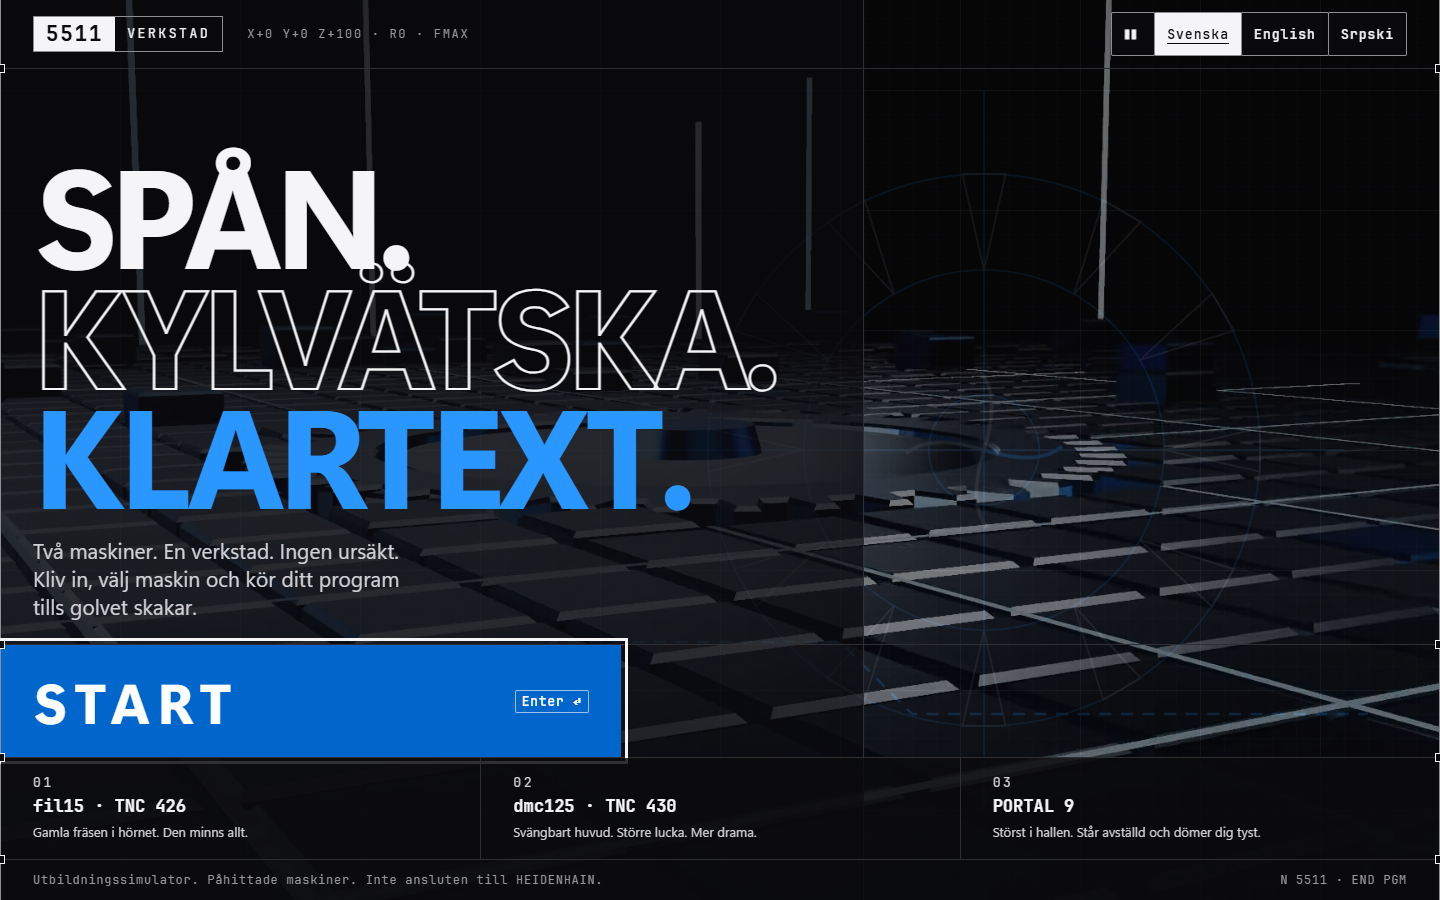 5511 VERKSTAD X+0 Y+0 Z+100 · R0 · FMAX
Svenska English Srpski
SPÅN.
KYLVÄTSKA.
KLARTEXT.
Två maskiner. En verkstad. Ingen ursäkt.
Kliv in, välj maskin och kör ditt program
tills golvet skakar.
START Enter ↵
01
fil15 · TNC 426
Gamla fräsen i hörnet. Den minns allt.
02
dmc125 · TNC 430
Svängbart huvud. Större lucka. Mer drama.
03
PORTAL 9
Störst i hallen. Står avställd och dömer dig tyst.
Utbildningssimulator. Påhittade maskiner. Inte ansluten till HEIDENHAIN.
N 5511 · END PGM